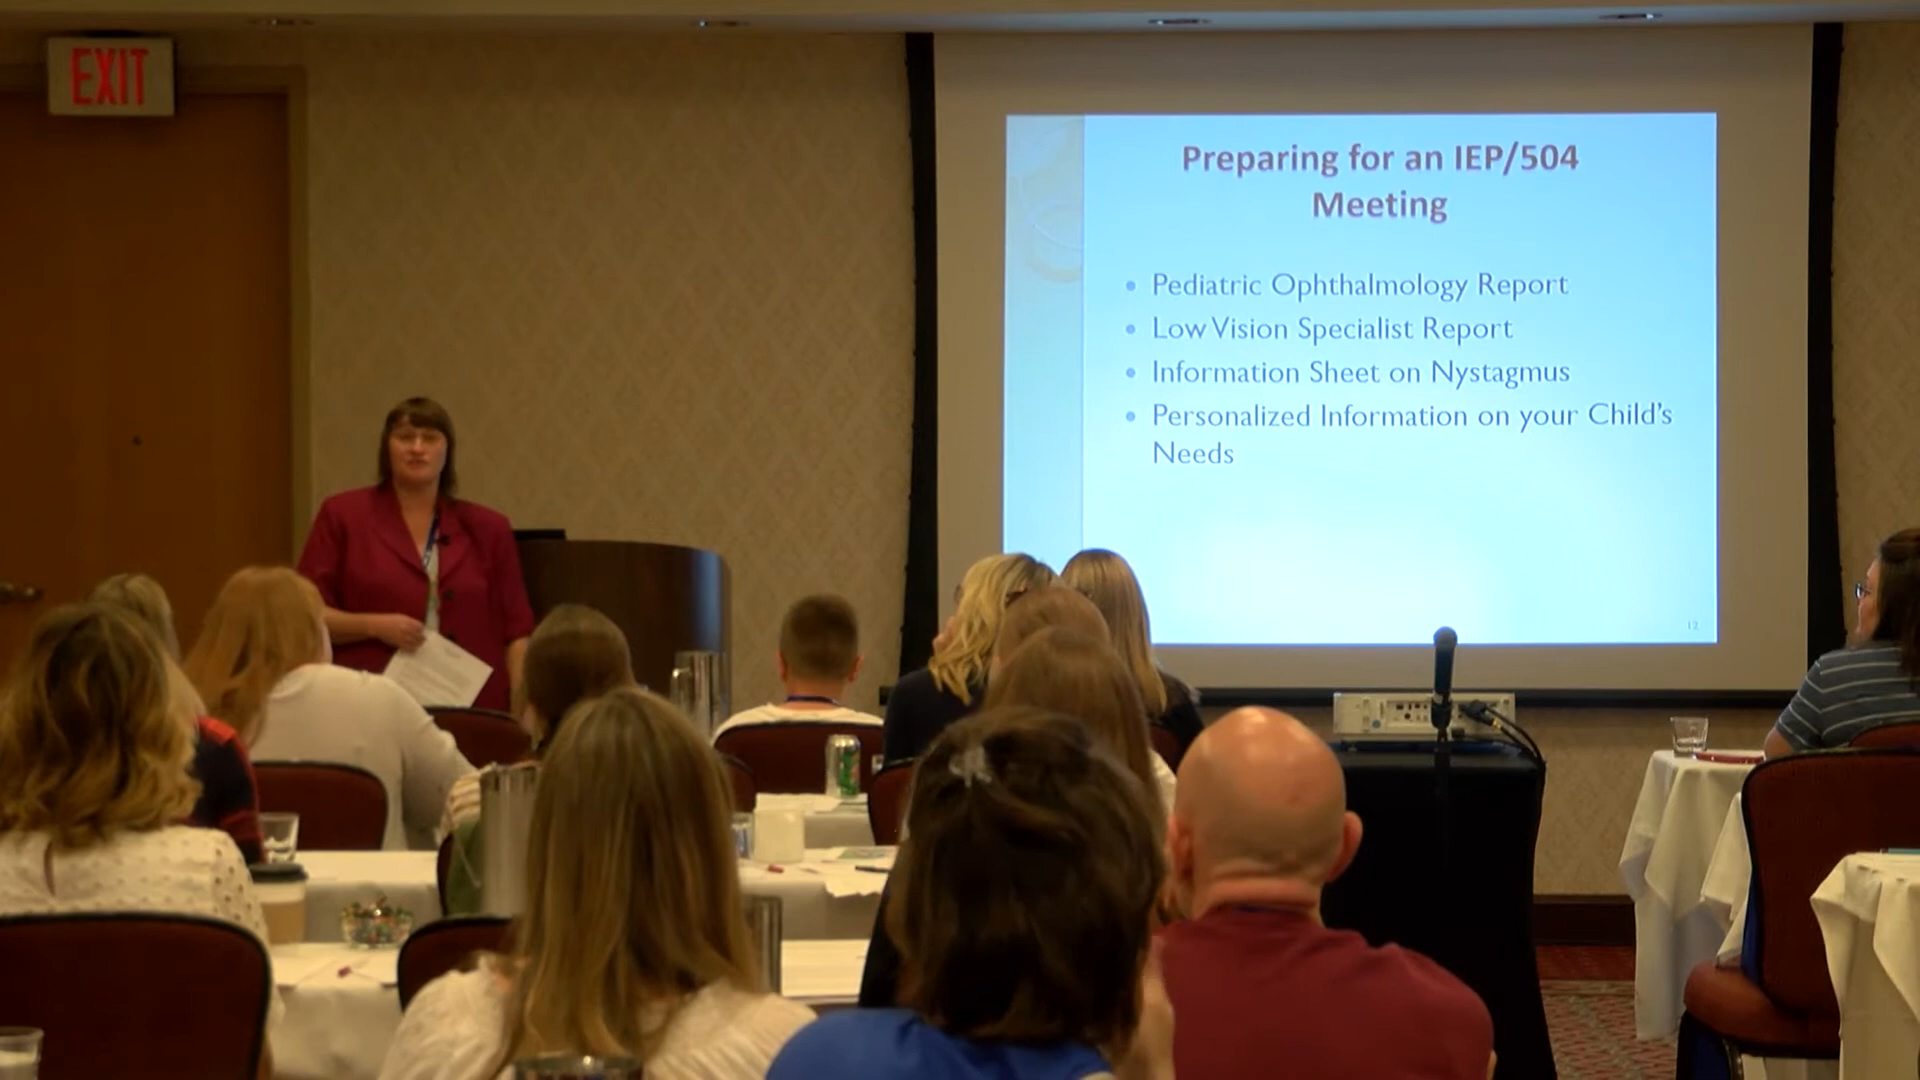 EXIT
Preparing for an IEP/504
Meeting
• Pediatric Ophthalmology Report
• Low Vision Specialist Report
• Information Sheet on Nystagmus
• Personalized Information on your Child's
Needs
12